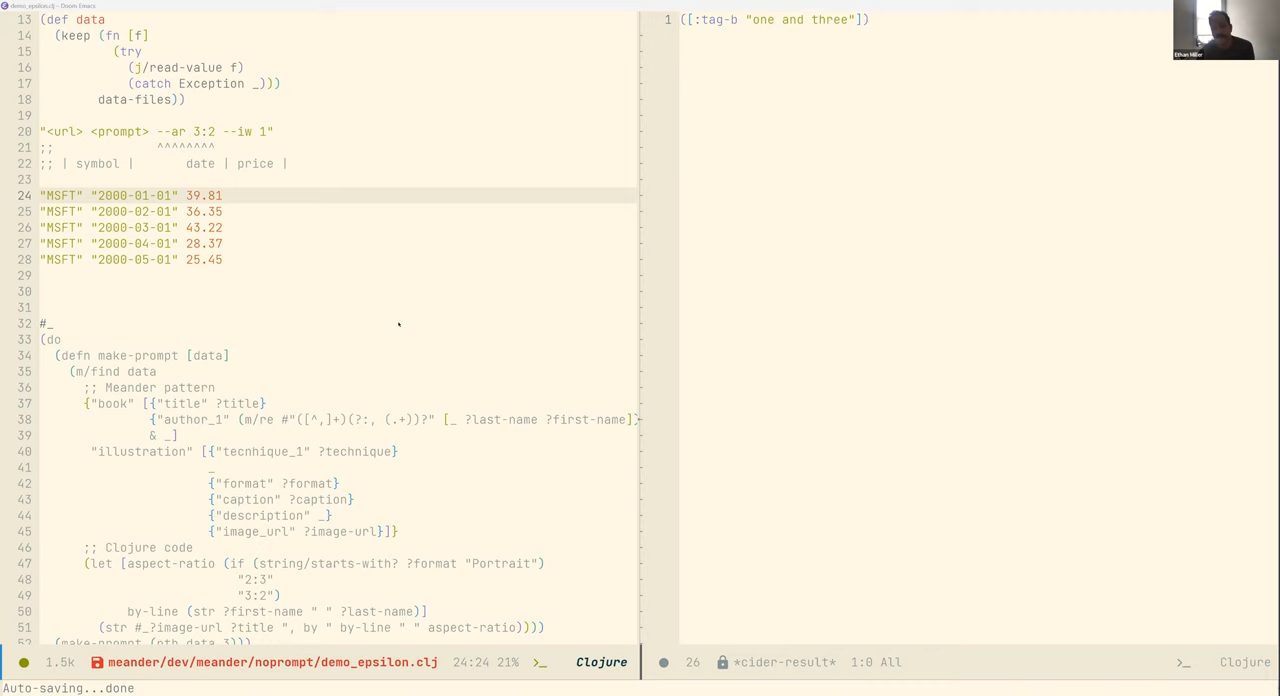 demo_epsilon.clj – Doom Emacs
13 (def data
14   (keep (fn [f]
15           (try
16             (j/read-value f)
17             (catch Exception _)))
18         data-files))
19
20 "<url> <prompt> --ar 3:2 --iw 1"
21 ;;              ^^^^^^^^
22 ;; | symbol |       date | price |
23
24 "MSFT" "2000-01-01" 39.81
25 "MSFT" "2000-02-01" 36.35
26 "MSFT" "2000-03-01" 43.22
27 "MSFT" "2000-04-01" 28.37
28 "MSFT" "2000-05-01" 25.45
29
30
31
32 #_
33 (do
34   (defn make-prompt [data]
35     (m/find data
36       ;; Meander pattern
37       {"book" [{"title" ?title}
38                {"author_1" (m/re #"([^,]+)(?:, (.+))?" [_ ?last-name ?first-name])
39                & _]
40        "illustration" [{"tecnhique_1" ?technique}
41                        _
42                        {"format" ?format}
43                        {"caption" ?caption}
44                        {"description" _}
45                        {"image_url" ?image-url}]}
46       ;; Clojure code
47       (let [aspect-ratio (if (string/starts-with? ?format "Portrait")
48                            "2:3"
49                            "3:2")
50             by-line (str ?first-name " " ?last-name)]
51         (str #_?image-url ?title ", by " by-line " " aspect-ratio))))
52   (make-prompt (nth data 3)))
1.5k meander/dev/meander/noprompt/demo_epsilon.clj 24:24 21% >_ Clojure
Auto-saving...done
1 ([:tag-b "one and three"])
26 *cider-result* 1:0 All >_ Clojure
Ethan Miller